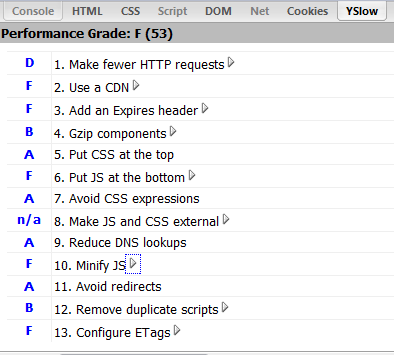 Console HTML CSS Script DOM Net Cookies YSlow
Performance Grade: F (53)
D 1. Make fewer HTTP requests
F 2. Use a CDN
F 3. Add an Expires header
B 4. Gzip components
A 5. Put CSS at the top
F 6. Put JS at the bottom
A 7. Avoid CSS expressions
n/a 8. Make JS and CSS external
A 9. Reduce DNS lookups
F 10. Minify JS
A 11. Avoid redirects
B 12. Remove duplicate scripts
F 13. Configure ETags